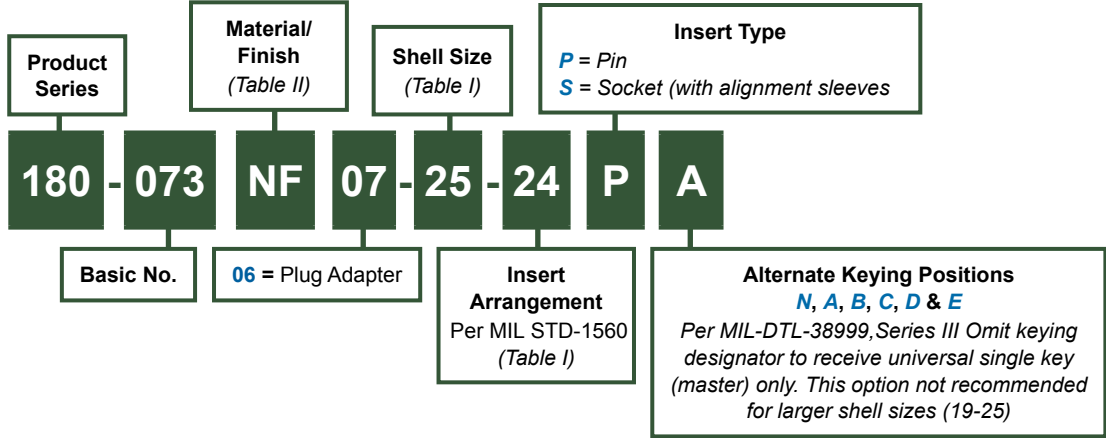 Product
Series
Material/
Finish
(Table II)
Shell Size
(Table I)
Insert Type
P = Pin
S = Socket (with alignment sleeves
180 - 073 NF 07 - 25 - 24 P A
Basic No.
06 = Plug Adapter
Insert
Arrangement
Per MIL STD-1560
(Table I)
Alternate Keying Positions
N, A, B, C, D & E
Per MIL-DTL-38999,Series III Omit keying
designator to receive universal single key
(master) only. This option not recommended
for larger shell sizes (19-25)